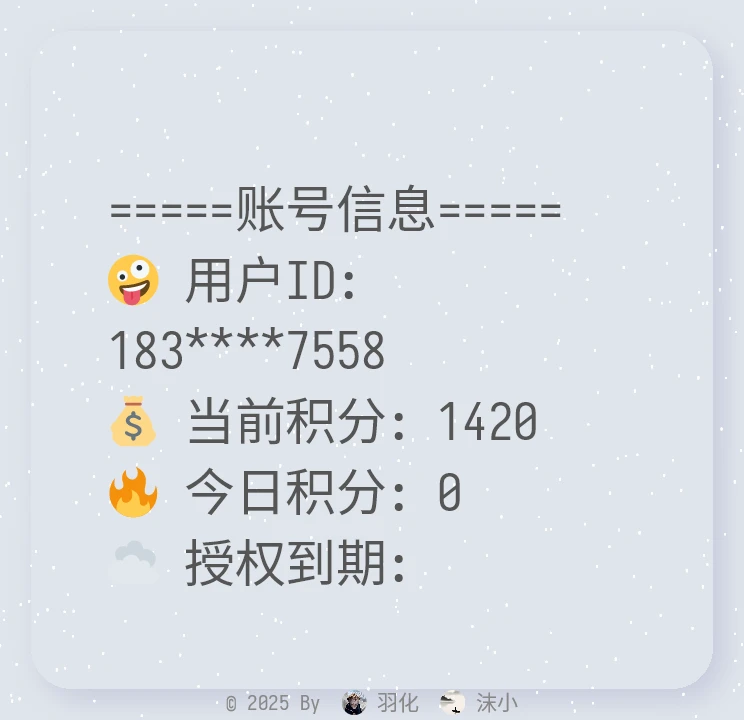 =====账号信息=====
🤪 用户ID:
183****7558
💰 当前积分: 1420
🔥 今日积分: 0
☁️ 授权到期:
© 2025 By 羽化 沫小